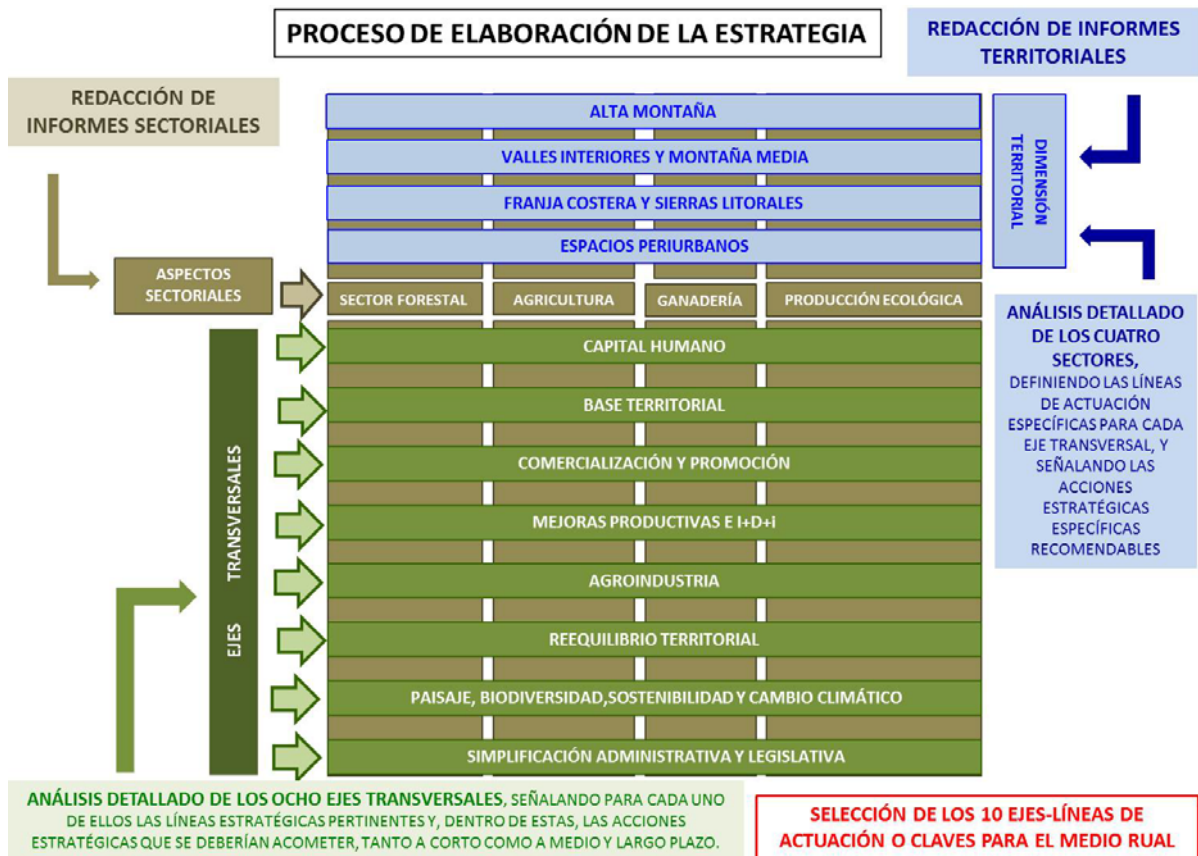 PROCESO DE ELABORACIÓN DE LA ESTRATEGIA
REDACCIÓN DE INFORMES
TERRITORIALES
REDACCIÓN DE
INFORMES SECTORIALES
ALTA MONTAÑA
VALLES INTERIORES Y MONTAÑA MEDIA
FRANJA COSTERA Y SIERRAS LITORALES
ESPACIOS PERIURBANOS
DIMENSIÓN
TERRITORIAL
ASPECTOS
SECTORIALES
SECTOR FORESTAL
AGRICULTURA
GANADERÍA
PRODUCCIÓN ECOLÓGICA
ANÁLISIS DETALLADO
DE LOS CUATRO
SECTORES,
DEFINIENDO LAS LÍNEAS
DE ACTUACIÓN
ESPECÍFICAS PARA CADA
EJE TRANSVERSAL, Y
SEÑALANDO LAS
ACCIONES
ESTRATÉGICAS
ESPECÍFICAS
RECOMENDABLES
EJES TRANSVERSALES
CAPITAL HUMANO
BASE TERRITORIAL
COMERCIALIZACIÓN Y PROMOCIÓN
MEJORAS PRODUCTIVAS E I+D+i
AGROINDUSTRIA
REEQUILIBRIO TERRITORIAL
PAISAJE, BIODIVERSIDAD,SOSTENIBILIDAD Y CAMBIO CLIMÁTICO
SIMPLIFICACIÓN ADMINISTRATIVA Y LEGISLATIVA
ANÁLISIS DETALLADO DE LOS OCHO EJES TRANSVERSALES, SEÑALANDO PARA CADA UNO
DE ELLOS LAS LÍNEAS ESTRATÉGICAS PERTINENTES Y, DENTRO DE ESTAS, LAS ACCIONES
ESTRATÉGICAS QUE SE DEBERÍAN ACOMETER, TANTO A CORTO COMO A MEDIO Y LARGO PLAZO.
SELECCIÓN DE LOS 10 EJES-LÍNEAS DE
ACTUACIÓN O CLAVES PARA EL MEDIO RUAL